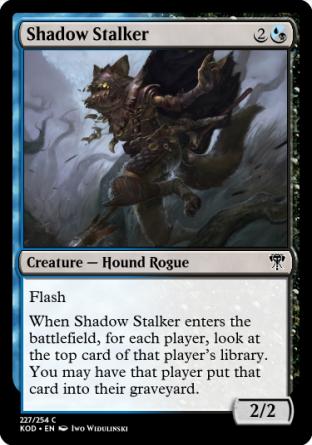 Shadow Stalker 2
Creature — Hound Rogue
Flash
When Shadow Stalker enters the
battlefield, for each player, look at
the top card of that player's library.
You may have that player put that
card into their graveyard.
2/2
227/254 C
KOD • EN Iwo Widulinski